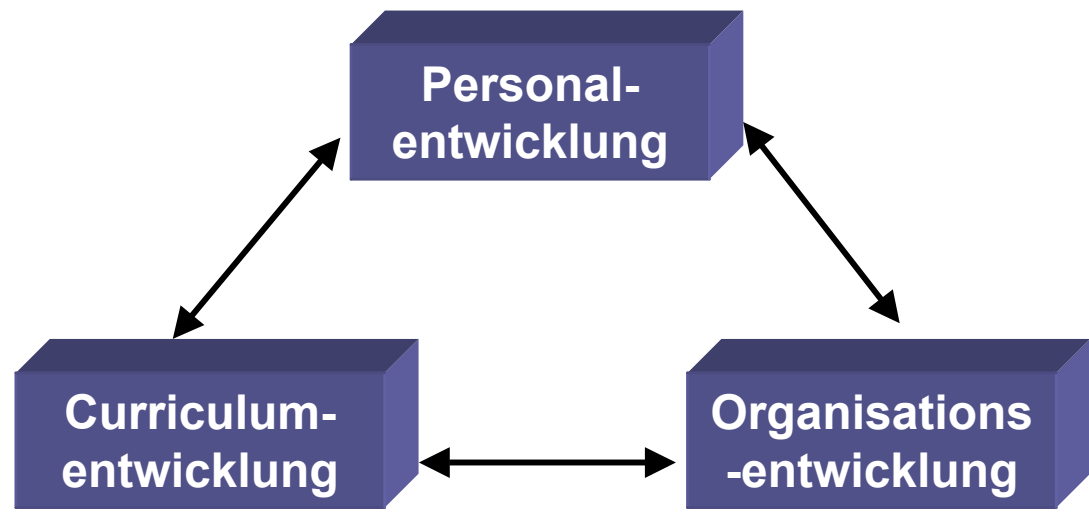 Personal-
entwicklung
Curriculum-
entwicklung
Organisations
-entwicklung